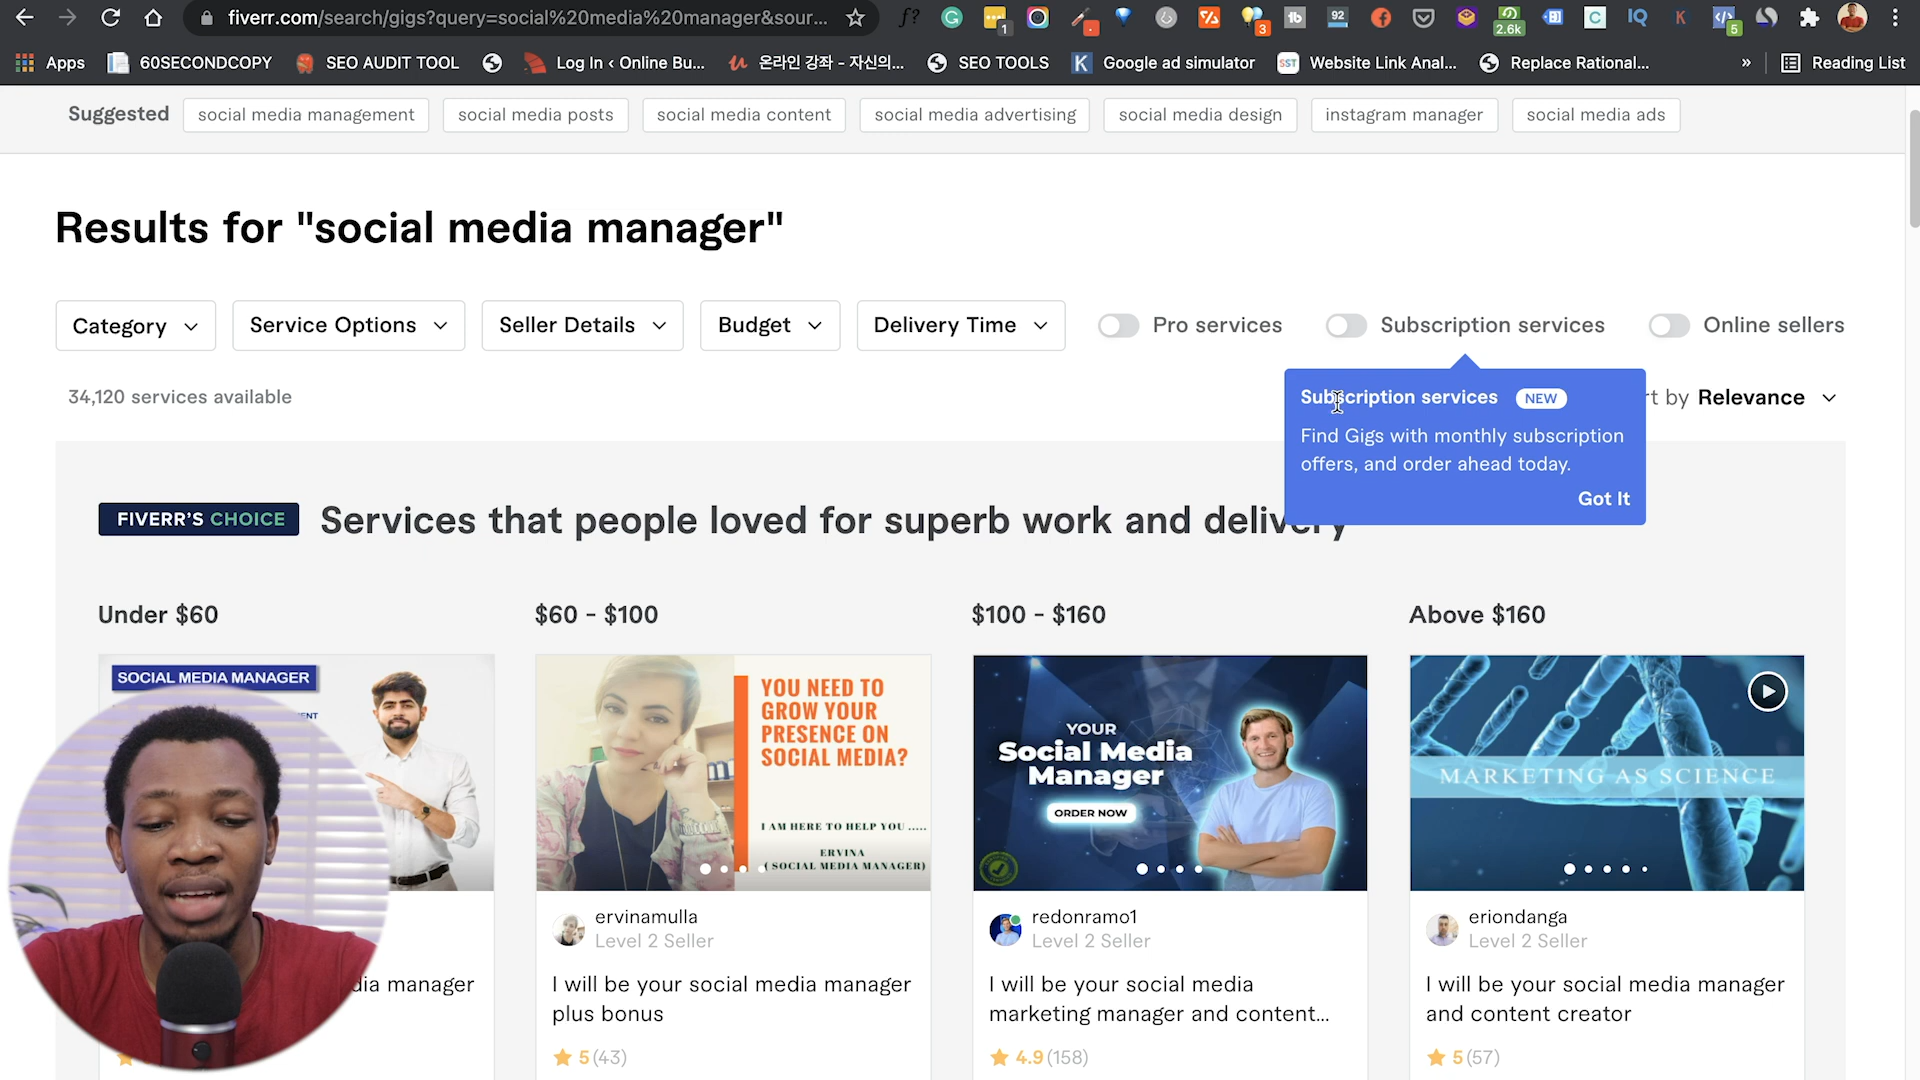 fiverr.com/search/gigs?query=social%20media%20manager&sour...
f?
1
3
92
2.6k
IQ
K
5
Apps
60SECONDCOPY
SEO AUDIT TOOL
Log In ‹ Online Bu...
온라인 강좌 - 자신의...
SEO TOOLS
K
Google ad simulator
SST
Website Link Anal...
Replace Rational...
»
Reading List
Suggested
social media management
social media posts
social media content
social media advertising
social media design
instagram manager
social media ads
Results for "social media manager"
Category
Service Options
Seller Details
Budget
Delivery Time
Pro services
Subscription services
Online sellers
34,120 services available
rt by Relevance
Subscription services NEW
Find Gigs with monthly subscription
offers, and order ahead today.
Got It
FIVERR'S CHOICE
Services that people loved for superb work and delivery
Under $60
$60 - $100
$100 - $160
Above $160
SOCIAL MEDIA MANAGER
YOU NEED TO
GROW YOUR
PRESENCE ON
SOCIAL MEDIA?
I AM HERE TO HELP YOU .....
ERVINA
( SOCIAL MEDIA MANAGER)
YOUR
Social Media
Manager
ORDER NOW
MARKETING AS SCIENCE
dia manager
ervinamulla
Level 2 Seller
I will be your social media manager
plus bonus
5 (43)
redonramo1
Level 2 Seller
I will be your social media
marketing manager and content...
4.9 (158)
eriondanga
Level 2 Seller
I will be your social media manager
and content creator
5 (57)